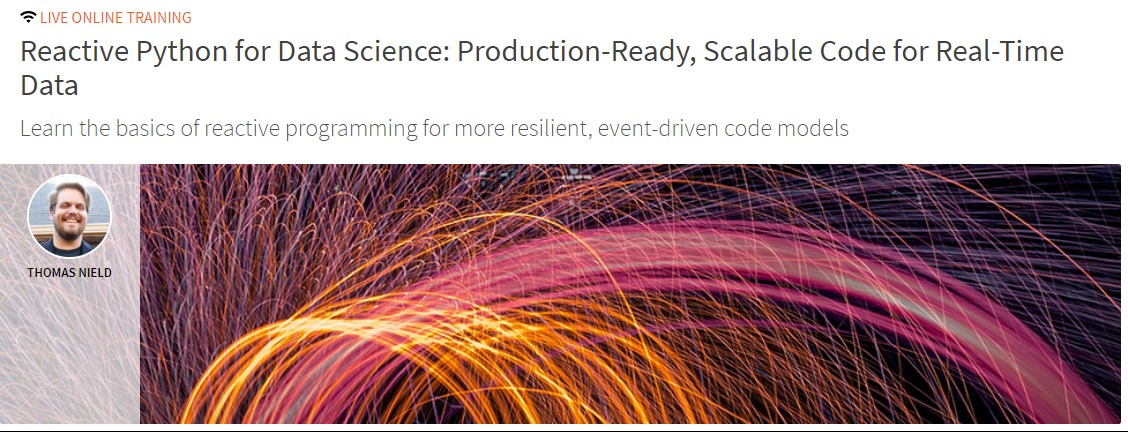 LIVE ONLINE TRAINING
Reactive Python for Data Science: Production-Ready, Scalable Code for Real-Time
Data
Learn the basics of reactive programming for more resilient, event-driven code models
THOMAS NIELD